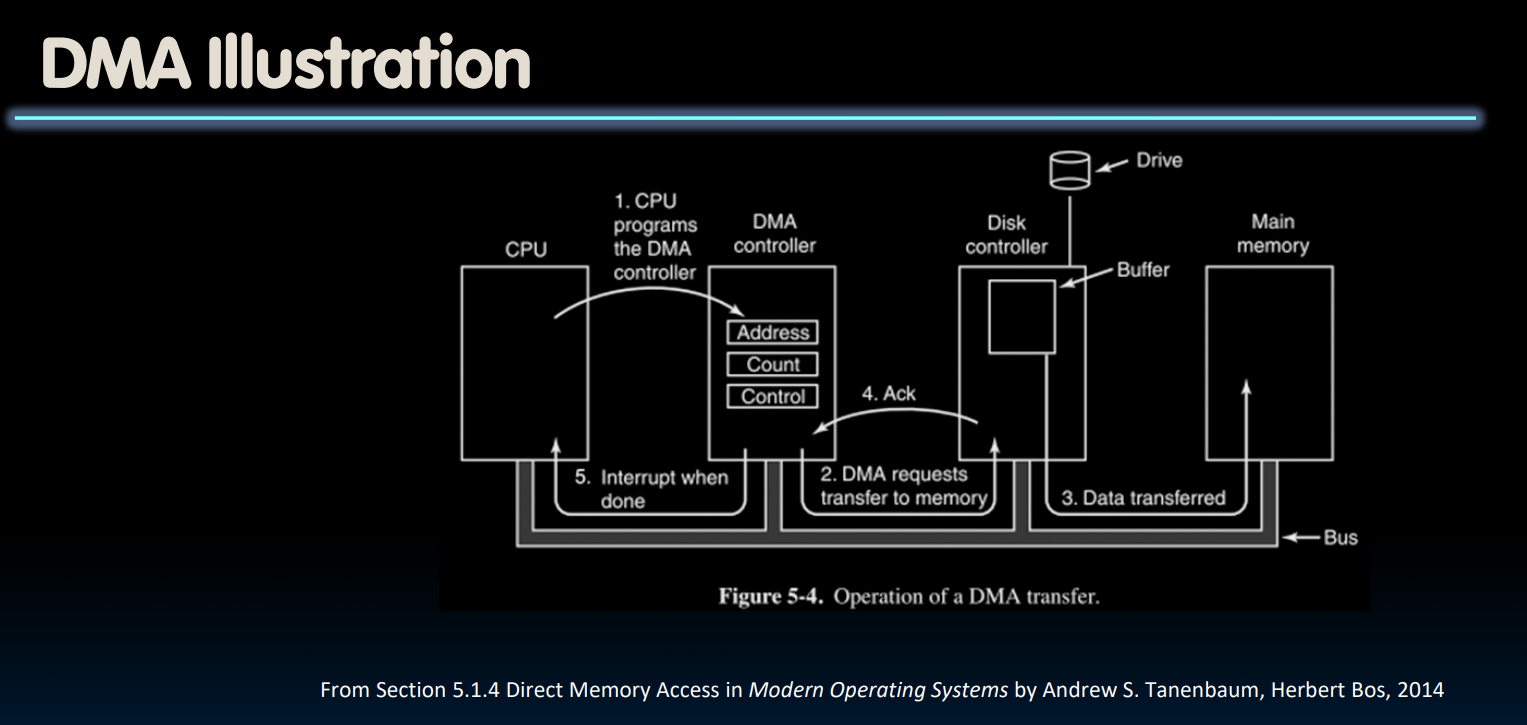 DMA Illustration
Drive
1. CPU
programs
the DMA
controller
DMA
controller
Disk
controller
Main
memory
CPU
Buffer
Address
Count
Control
4. Ack
5. Interrupt when
done
2. DMA requests
transfer to memory
3. Data transferred
Bus
Figure 5-4. Operation of a DMA transfer.
From Section 5.1.4 Direct Memory Access in Modern Operating Systems by Andrew S. Tanenbaum, Herbert Bos, 2014